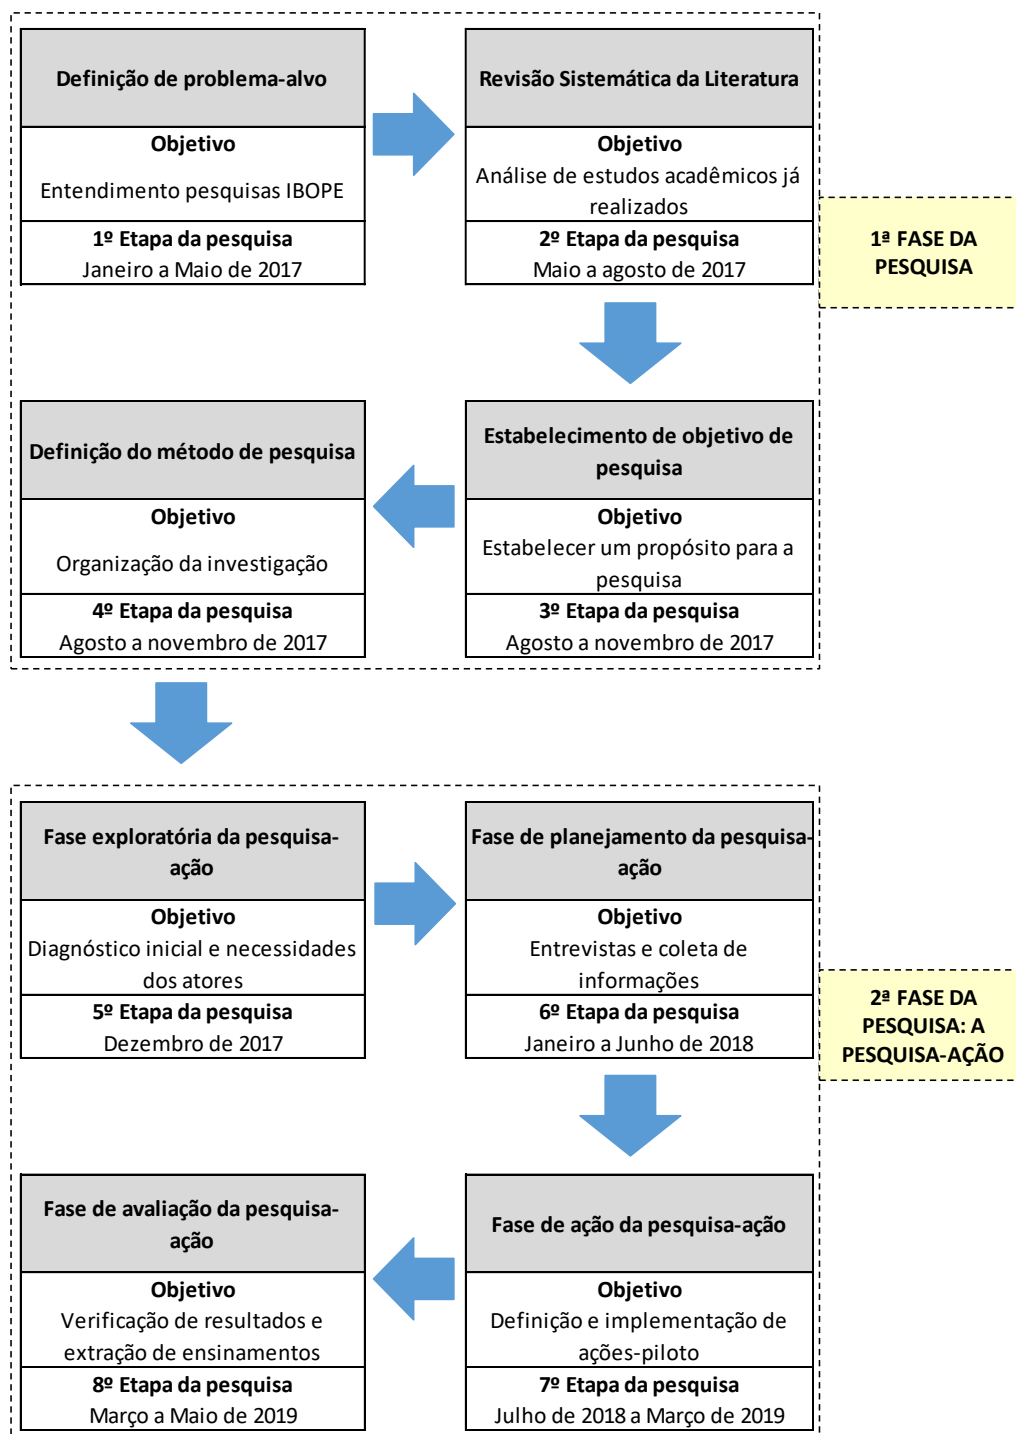 Definição de problema-alvo
Objetivo
Entendimento pesquisas IBOPE
1º Etapa da pesquisa
Janeiro a Maio de 2017
Revisão Sistemática da Literatura
Objetivo
Análise de estudos acadêmicos já
realizados
2º Etapa da pesquisa
Maio a agosto de 2017
1ª FASE DA
PESQUISA
Estabelecimento de objetivo de
pesquisa
Objetivo
Estabelecer um propósito para a
pesquisa
3º Etapa da pesquisa
Agosto a novembro de 2017
Definição do método de pesquisa
Objetivo
Organização da investigação
4º Etapa da pesquisa
Agosto a novembro de 2017
Fase exploratória da pesquisa-
ação
Objetivo
Diagnóstico inicial e necessidades
dos atores
5º Etapa da pesquisa
Dezembro de 2017
Fase de planejamento da pesquisa-
ação
Objetivo
Entrevistas e coleta de
informações
6º Etapa da pesquisa
Janeiro a Junho de 2018
2ª FASE DA
PESQUISA: A
PESQUISA-AÇÃO
Fase de ação da pesquisa-ação
Objetivo
Definição e implementação de
ações-piloto
7º Etapa da pesquisa
Julho de 2018 a Março de 2019
Fase de avaliação da pesquisa-
ação
Objetivo
Verificação de resultados e
extração de ensinamentos
8º Etapa da pesquisa
Março a Maio de 2019